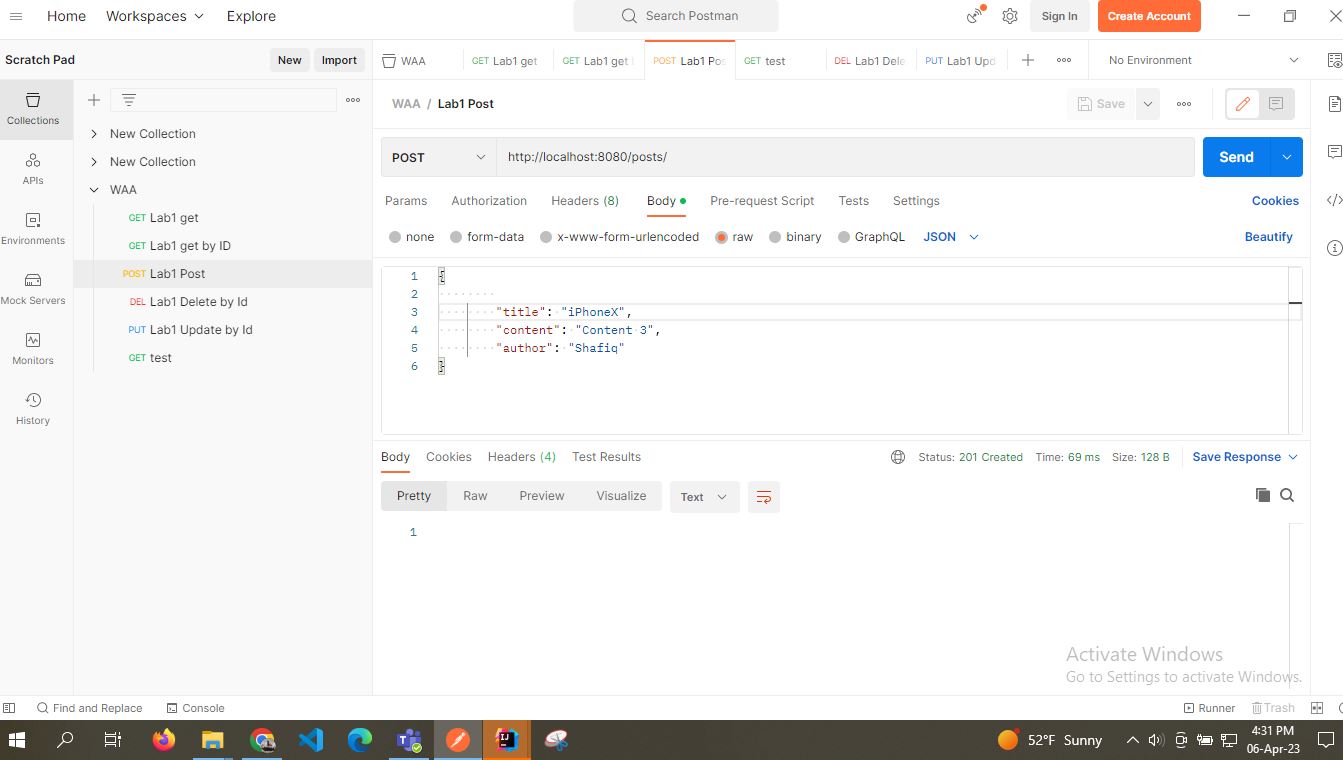 Home Workspaces Explore Search Postman Sign In Create Account
Scratch Pad New Import WAA GET Lab1 get GET Lab1 get POST Lab1 Pos GET test DEL Lab1 Dele PUT Lab1 Upd No Environment
Collections
APIs
Environments
Mock Servers
Monitors
History
New Collection
New Collection
WAA
GET Lab1 get
GET Lab1 get by ID
POST Lab1 Post
DEL Lab1 Delete by Id
PUT Lab1 Update by Id
GET test
WAA / Lab1 Post Save
POST http://localhost:8080/posts/ Send
Params Authorization Headers (8) Body Pre-request Script Tests Settings Cookies
none form-data x-www-form-urlencoded raw binary GraphQL JSON Beautify
1 {
2
3 "title": "iPhoneX",
4 "content": "Content 3",
5 "author": "Shafiq"
6 }
Body Cookies Headers (4) Test Results Status: 201 Created Time: 69 ms Size: 128 B Save Response
Pretty Raw Preview Visualize Text
1
Activate Windows
Go to Settings to activate Windows.
Find and Replace Console Runner Trash
52°F Sunny 4:31 PM
06-Apr-23